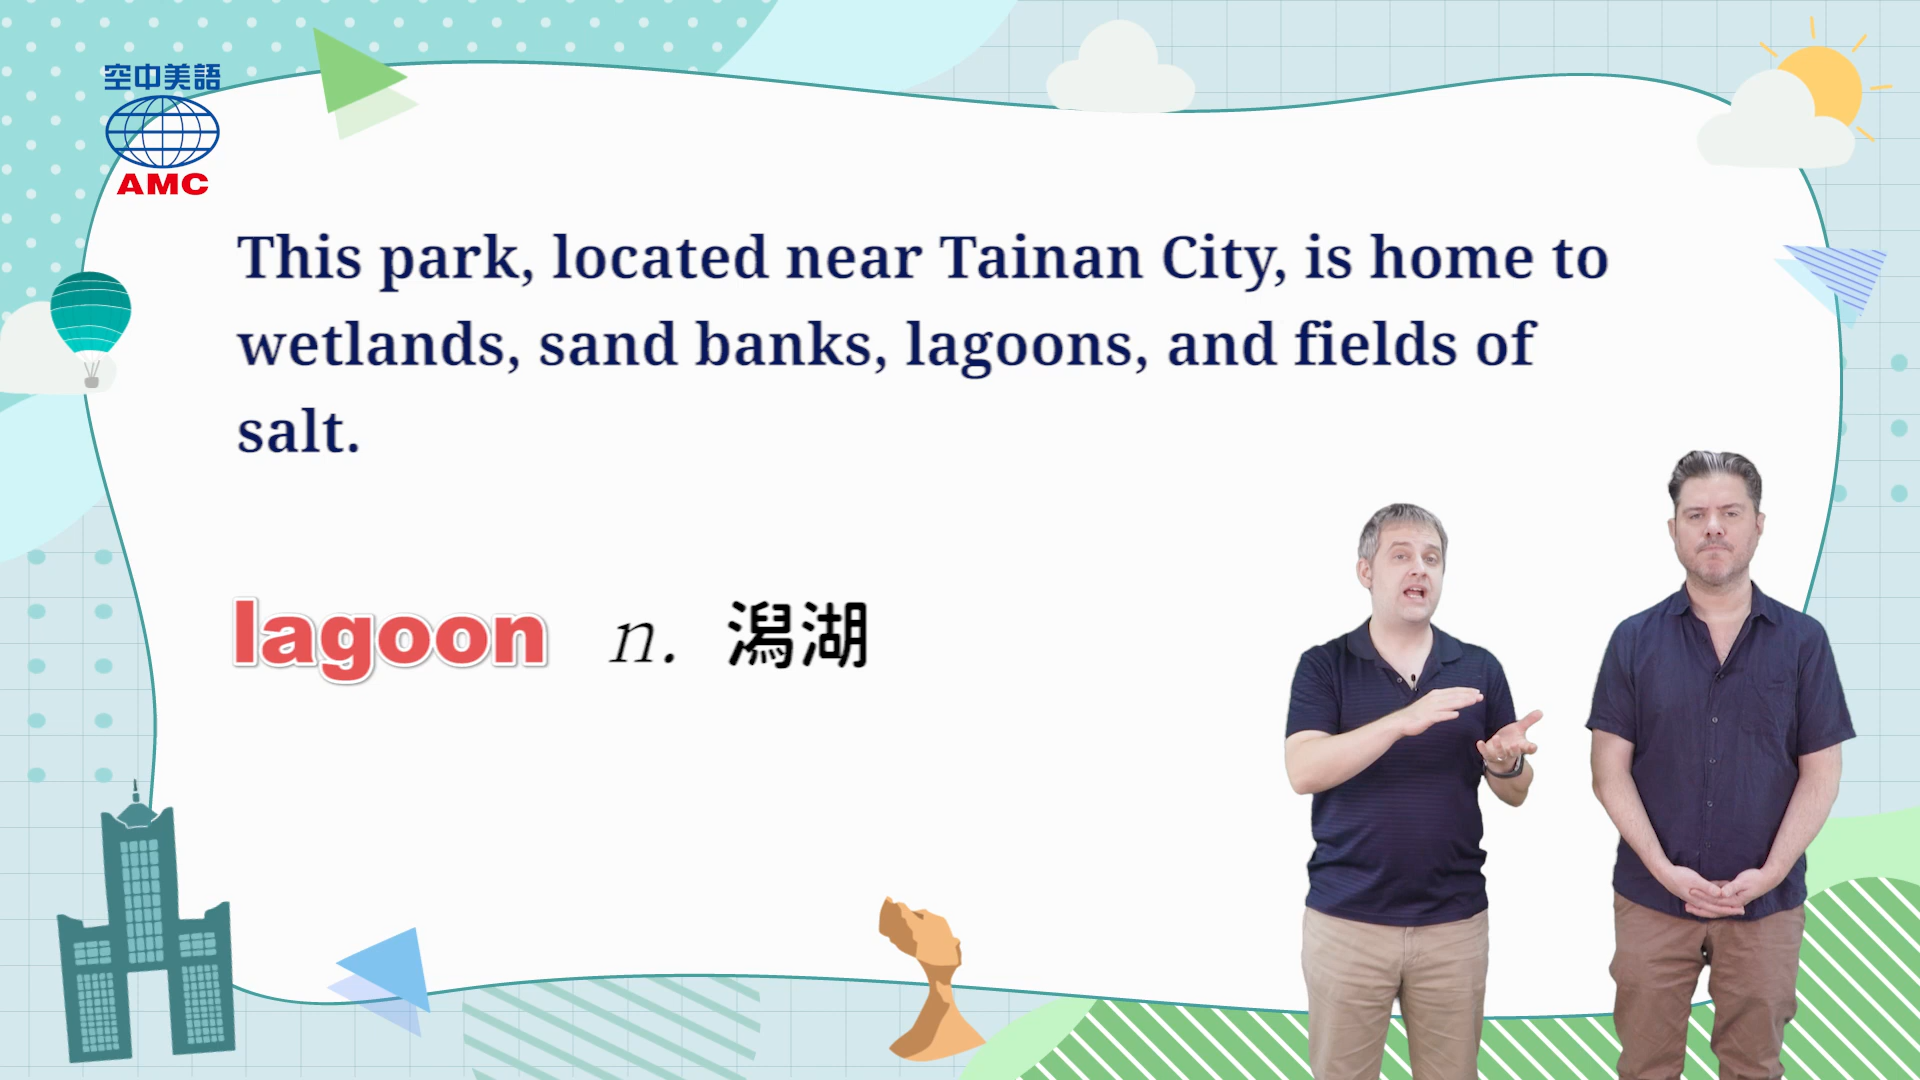 空中美語
AMC
This park, located near Tainan City, is home to
wetlands, sand banks, lagoons, and fields of
salt.
lagoon n. 潟湖